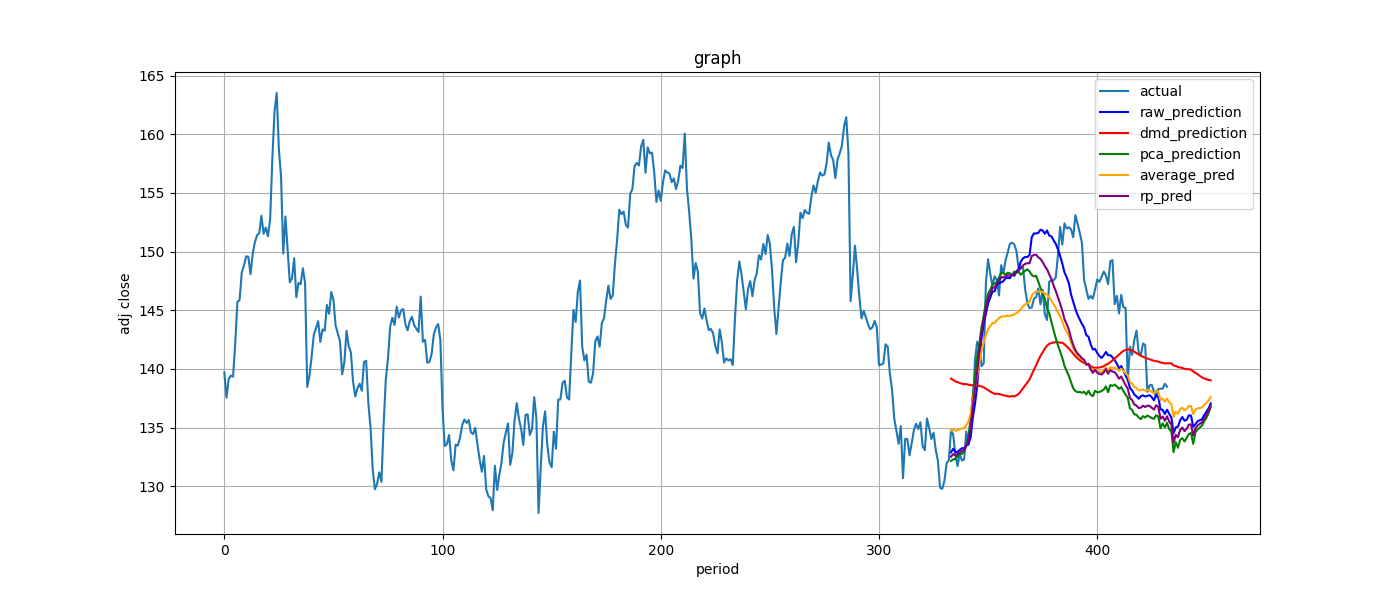 graph
165
160
155
150
145
140
135
130
adj close
0 100 200 300 400
period
actual
raw_prediction
dmd_prediction
pca_prediction
average_pred
rp_pred